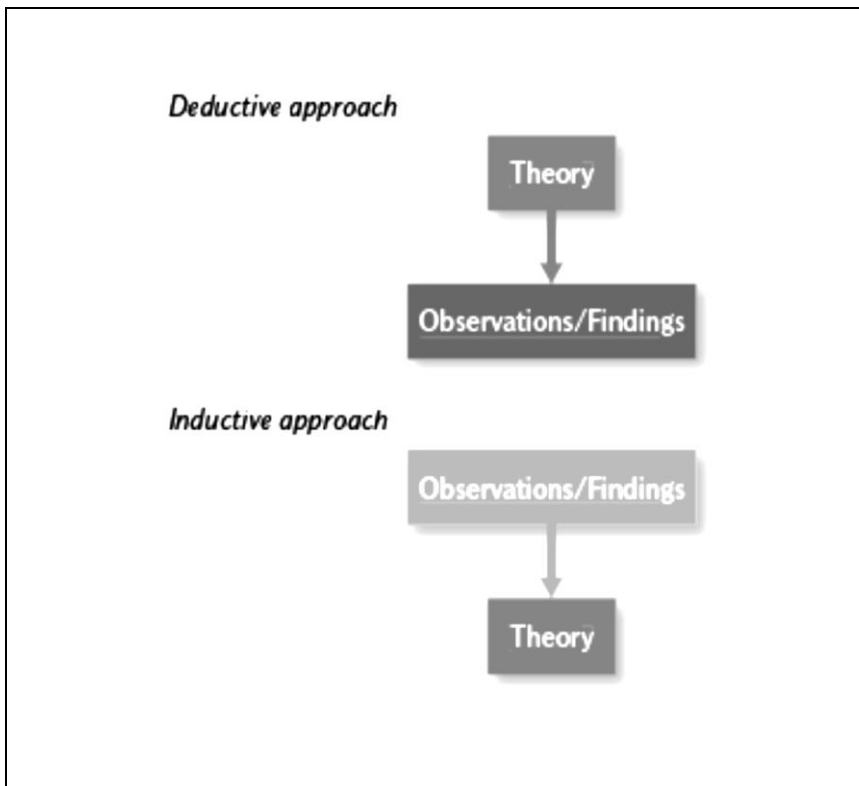 Deductive approach
Theory
Observations/Findings
Inductive approach
Observations/Findings
Theory